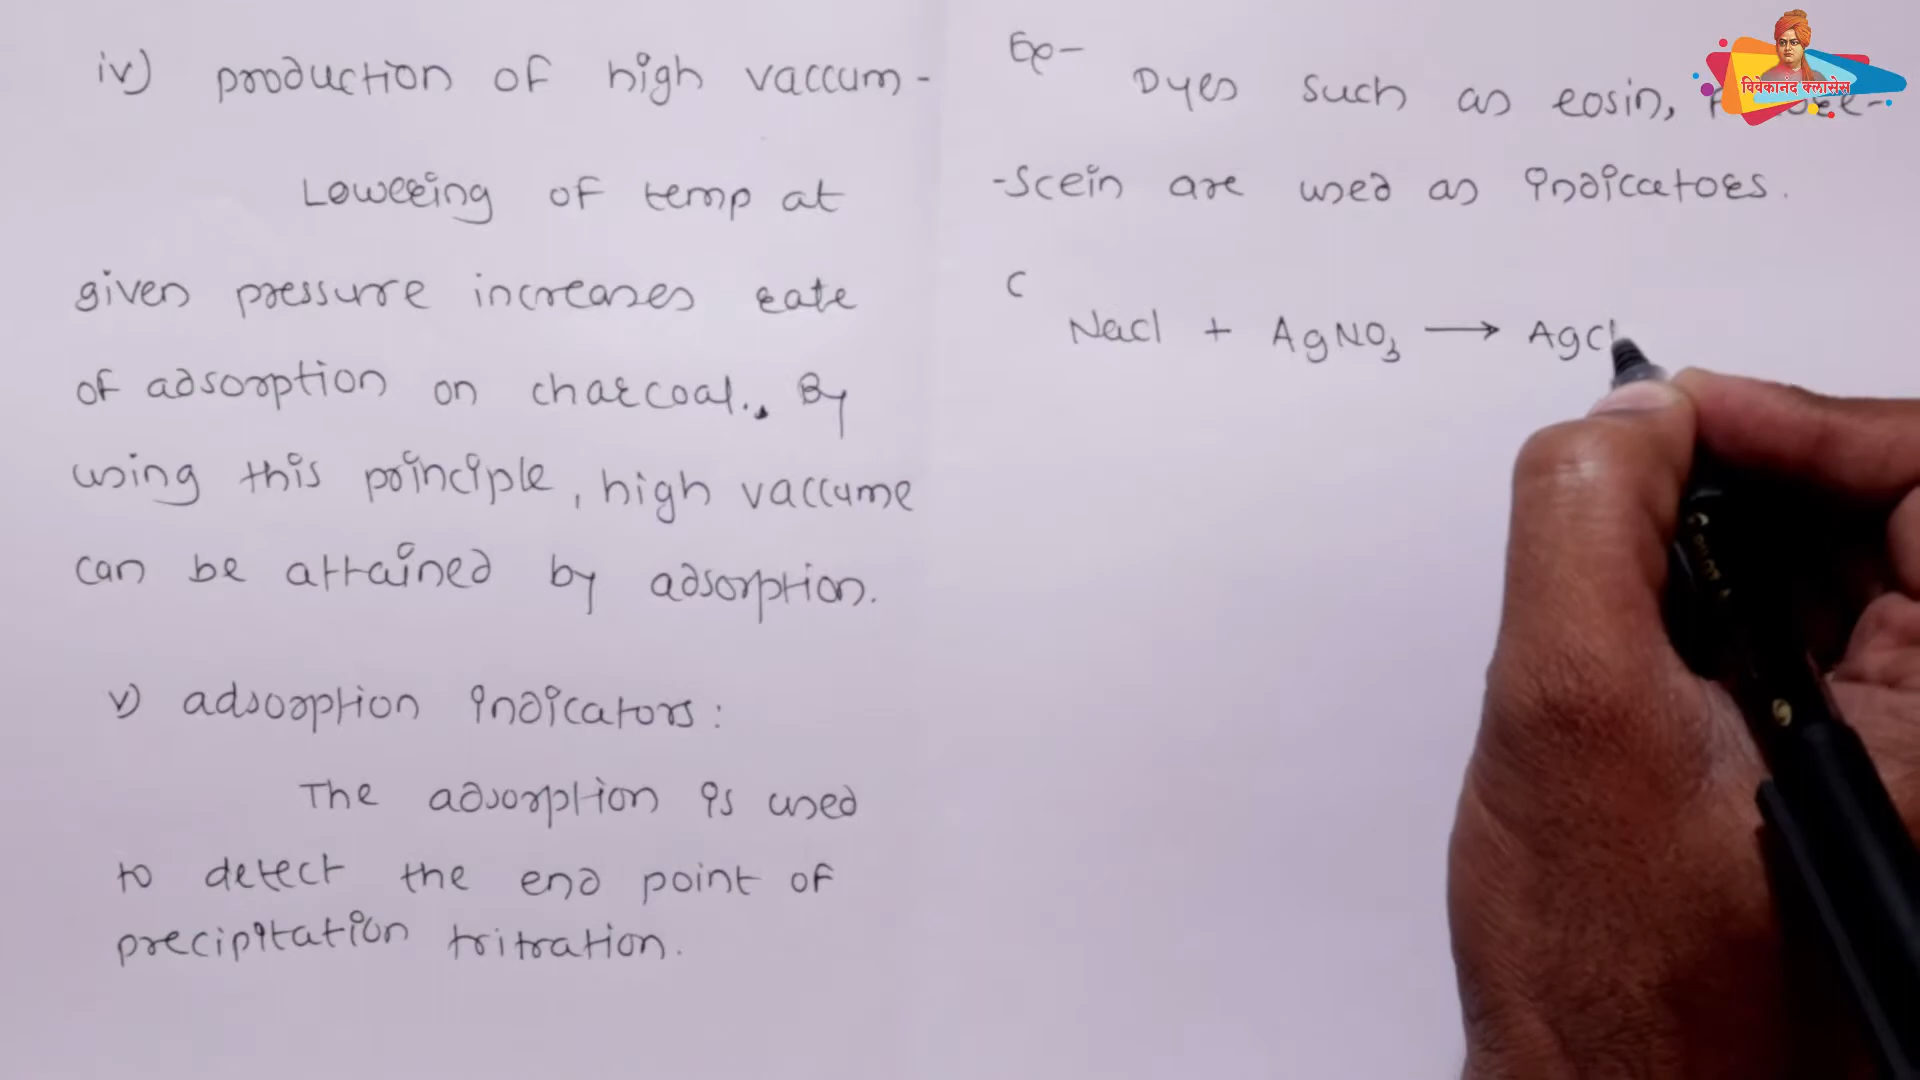 iv) production of high vaccum -
Lowering of temp at
given pressure increases rate
of adsorption on charcoal. By
using this principle, high vaccume
can be attained by adsorption.
v) adsorption indicators:
The adsorption is used
to detect the end point of
precipitation tritration.
Ex-
Dyes such as eosin,
-scein are used as indicators.
C
Nacl + AgNO3 → AgCl
विवेकानंद क्लासेस